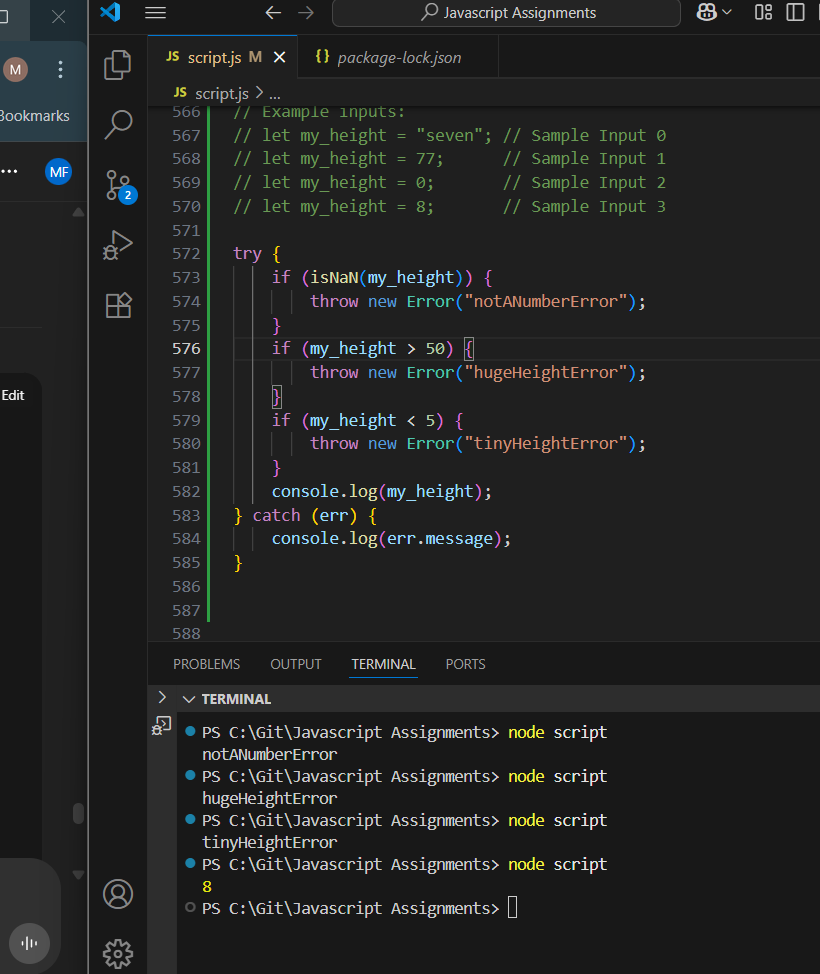 Javascript Assignments
M
Bookmarks
MF
Edit
JS script.js M
{} package-lock.json
JS script.js > ...
2
566 // Example inputs:
567 // let my_height = "seven"; // Sample Input 0
568 // let my_height = 77;      // Sample Input 1
569 // let my_height = 0;       // Sample Input 2
570 // let my_height = 8;       // Sample Input 3
571
572 try {
573     if (isNaN(my_height)) {
574         throw new Error("notANumberError");
575     }
576     if (my_height > 50) {
577         throw new Error("hugeHeightError");
578     }
579     if (my_height < 5) {
580         throw new Error("tinyHeightError");
581     }
582     console.log(my_height);
583 } catch (err) {
584     console.log(err.message);
585 }
586
587
588
PROBLEMS OUTPUT TERMINAL PORTS
TERMINAL
PS C:\Git\Javascript Assignments> node script
notANumberError
PS C:\Git\Javascript Assignments> node script
hugeHeightError
PS C:\Git\Javascript Assignments> node script
tinyHeightError
PS C:\Git\Javascript Assignments> node script
8
PS C:\Git\Javascript Assignments>